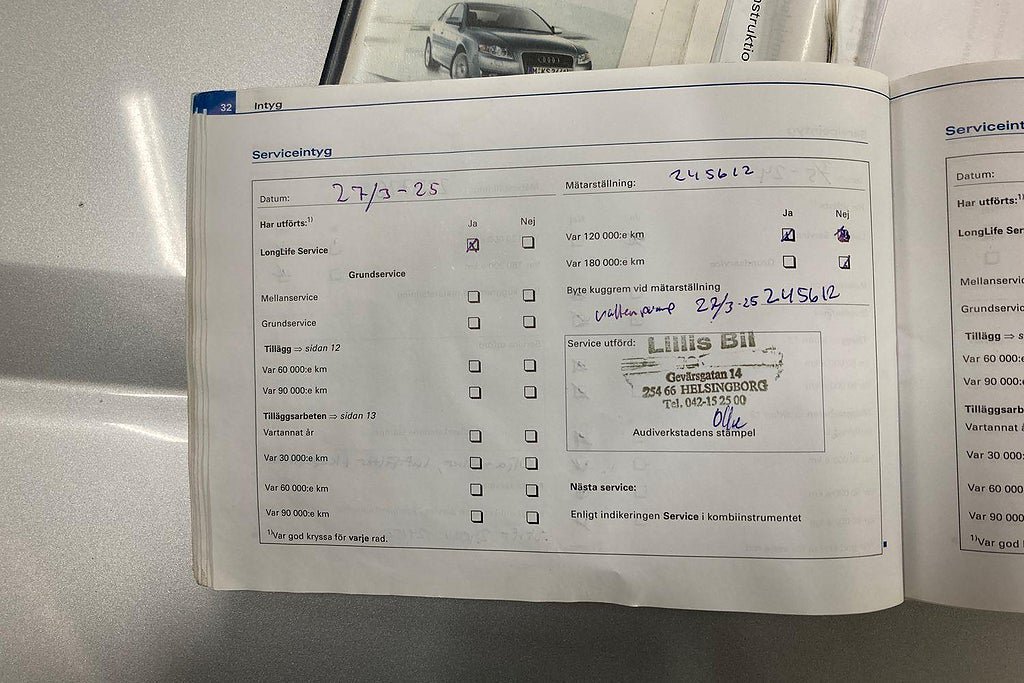 struktio
32 Intyg
Serviceintyg
Datum: 27/3-25
Har utförts:1)
Ja Nej
LongLife Service
Grundservice
Mellanservice
Grundservice
Tillägg ⇒ sidan 12
Var 60 000:e km
Var 90 000:e km
Tilläggsarbeten ⇒ sidan 13
Vartannat år
Var 30 000:e km
Var 60 000:e km
Var 90 000:e km
1)Var god kryssa för varje rad.
Mätarställning: 245612
Ja Nej
Var 120 000:e km
Var 180 000:e km
Byte kuggrem vid mätarställning
vattenpump 27/3-25 245612
Service utförd: Lillis Bil
Gevärsgatan 14
254 66 HELSINGBORG
Tel. 042-15 25 00
Audiverkstadens stämpel
Nästa service:
Enligt indikeringen Service i kombiinstrumentet
Serviceint
Datum:
Har utförts:1)
LongLife Servic
Mellanservic
Grundservice
Tillägg ⇒ s
Var 60 000:e
Var 90 000:e
Tilläggsarb
Vartannat å
Var 30 000:
Var 60 000
Var 90 000
1)Var god